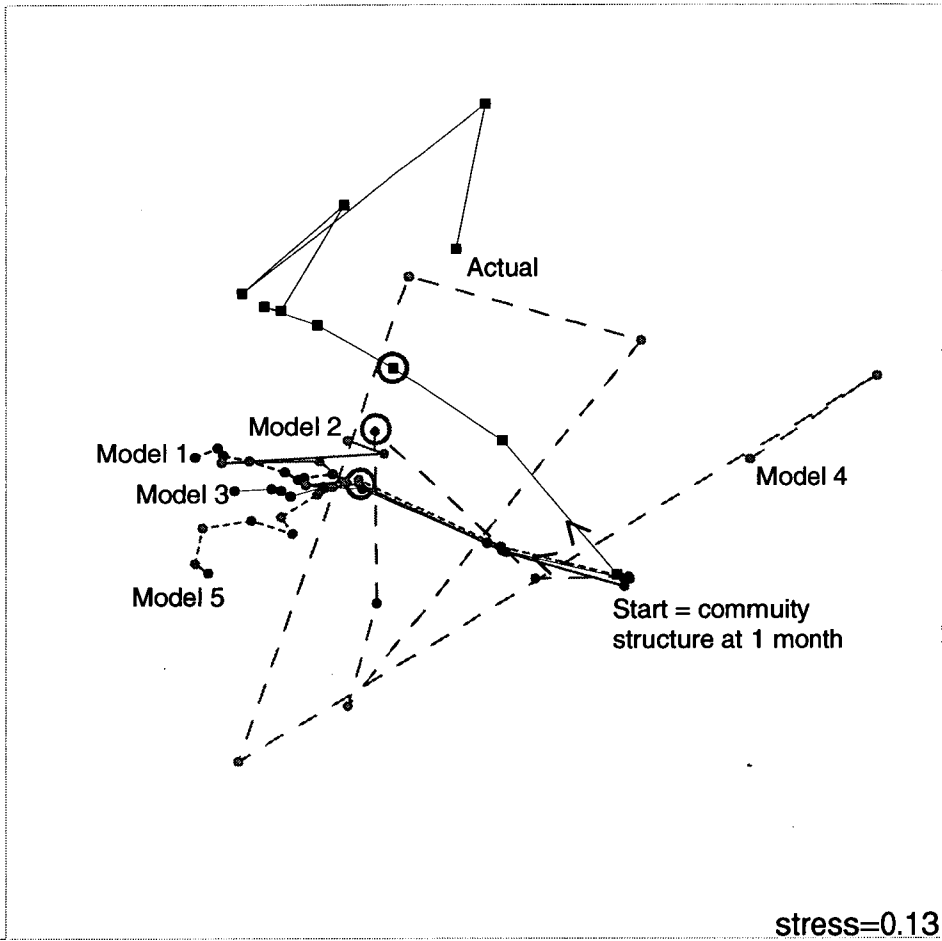 Actual
Model 2
Model 1
Model 4
Model 3
Model 5
Start = commuity
structure at 1 month
stress=0.13